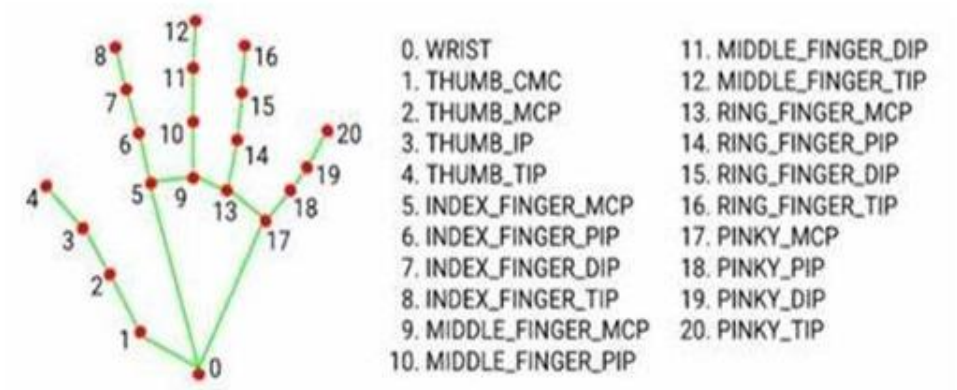 12
8
16
11
7
15
6
10
20
14
5
9
19
4
13
18
3
17
2
1
0
0. WRIST
1. THUMB_CMC
2. THUMB_MCP
3. THUMB_IP
4. THUMB_TIP
5. INDEX_FINGER_MCP
6. INDEX_FINGER_PIP
7. INDEX_FINGER_DIP
8. INDEX_FINGER_TIP
9. MIDDLE_FINGER_MCP
10. MIDDLE_FINGER_PIP
11. MIDDLE_FINGER_DIP
12. MIDDLE_FINGER_TIP
13. RING_FINGER_MCP
14. RING_FINGER_PIP
15. RING_FINGER_DIP
16. RING_FINGER_TIP
17. PINKY_MCP
18. PINKY_PIP
19. PINKY_DIP
20. PINKY_TIP